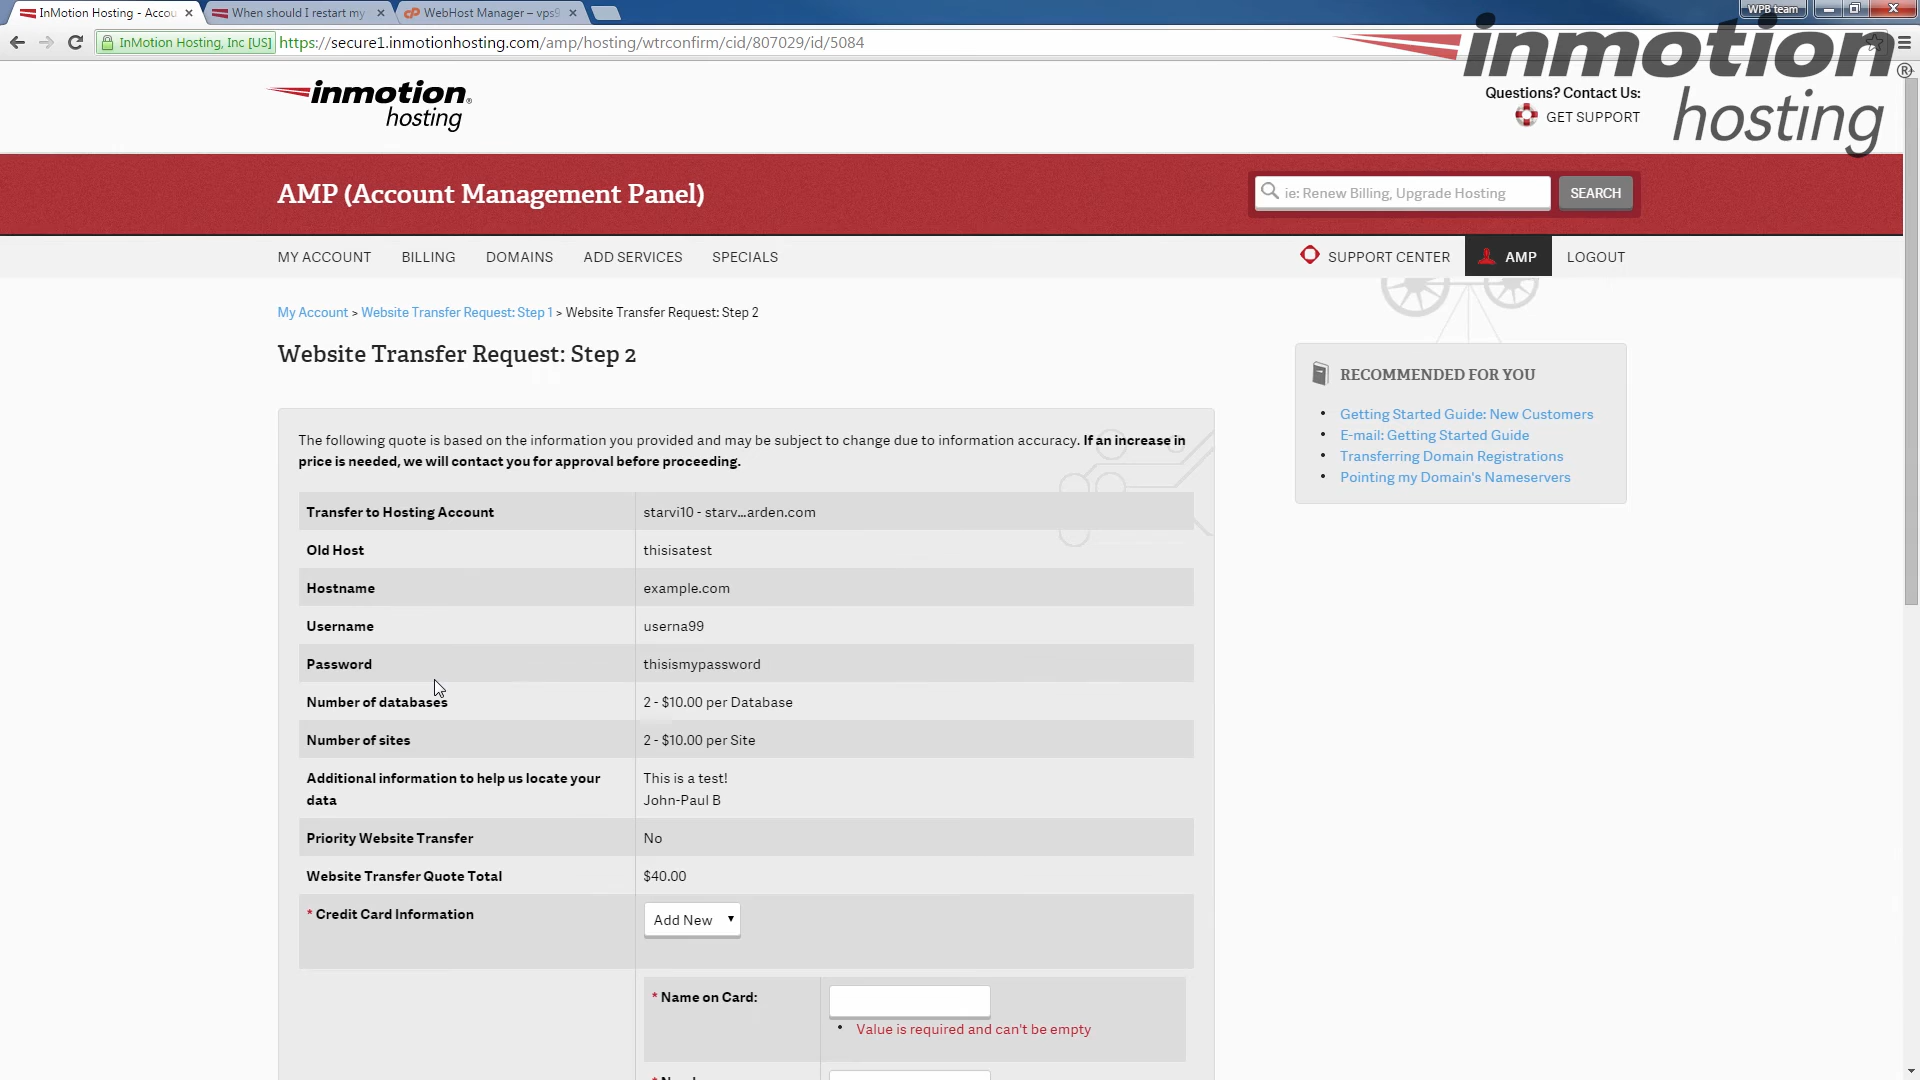 InMotion Hosting - Accou
When should I restart my
WebHost Manager – vps9
WPB team
InMotion Hosting, Inc [US]
https://secure1.inmotionhosting.com/amp/hosting/wtrconfirm/cid/807029/id/5084
inmotion®
hosting
inmotion®
hosting
Questions? Contact Us:
GET SUPPORT
AMP (Account Management Panel)
ie: Renew Billing, Upgrade Hosting
SEARCH
MY ACCOUNT
BILLING
DOMAINS
ADD SERVICES
SPECIALS
SUPPORT CENTER
AMP
LOGOUT
My Account > Website Transfer Request: Step 1 > Website Transfer Request: Step 2
Website Transfer Request: Step 2
The following quote is based on the information you provided and may be subject to change due to information accuracy. If an increase in
price is needed, we will contact you for approval before proceeding.
Transfer to Hosting Account starvi10 - starv...arden.com
Old Host thisisatest
Hostname example.com
Username userna99
Password thisismypassword
Number of databases 2 - $10.00 per Database
Number of sites 2 - $10.00 per Site
Additional information to help us locate your This is a test!
data John-Paul B
Priority Website Transfer No
Website Transfer Quote Total $40.00
* Credit Card Information Add New
* Name on Card:
• Value is required and can't be empty
RECOMMENDED FOR YOU
• Getting Started Guide: New Customers
• E-mail: Getting Started Guide
• Transferring Domain Registrations
• Pointing my Domain's Nameservers